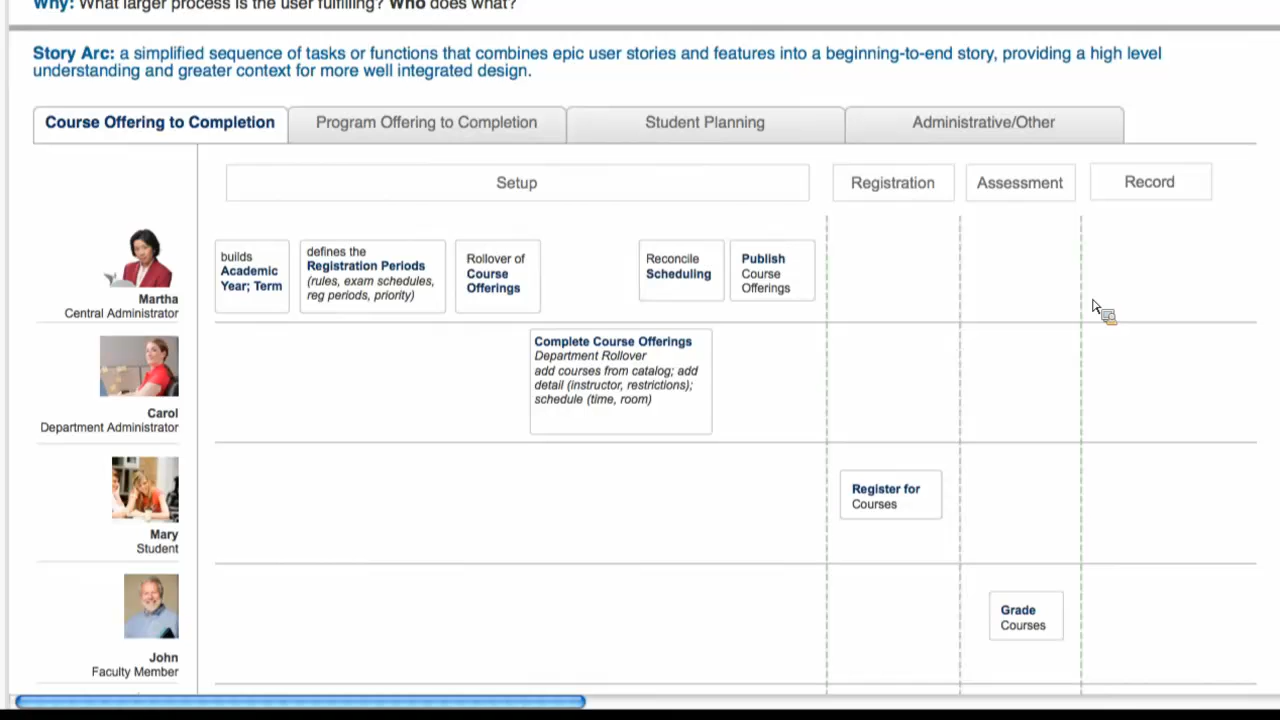 Why: What larger process is the user fulfilling? Who does what?
Story Arc: a simplified sequence of tasks or functions that combines epic user stories and features into a beginning-to-end story, providing a high level
understanding and greater context for more well integrated design.
Course Offering to Completion
Program Offering to Completion
Student Planning
Administrative/Other
Setup
Registration
Assessment
Record
builds
Academic
Year; Term
defines the
Registration Periods
(rules, exam schedules,
reg periods, priority)
Rollover of
Course
Offerings
Reconcile
Scheduling
Publish
Course
Offerings
Martha
Central Administrator
Complete Course Offerings
Department Rollover
add courses from catalog; add
detail (instructor, restrictions);
schedule (time, room)
Carol
Department Administrator
Register for
Courses
Mary
Student
Grade
Courses
John
Faculty Member